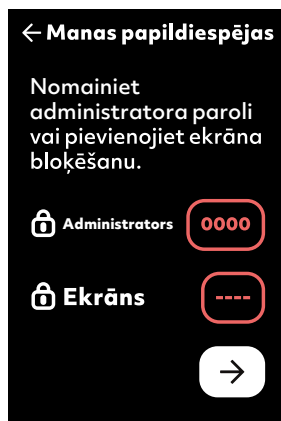 ← Manas papildiespējas
Nomainiet
administratora paroli
vai pievienojiet ekrāna
bloķēšanu.
Administrators 0000
Ekrāns ----
→